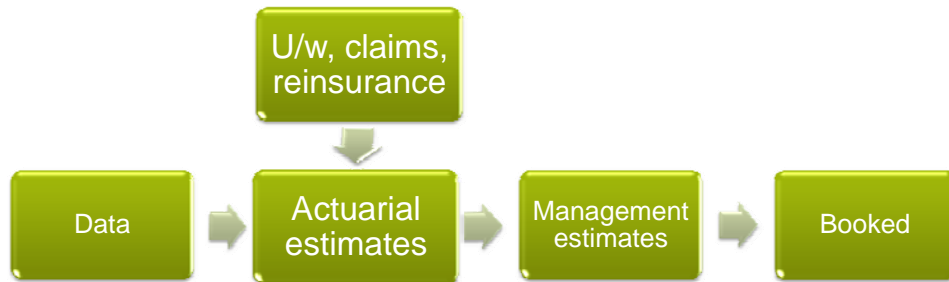 U/w, claims,
reinsurance
Data
Actuarial
estimates
Management
estimates
Booked